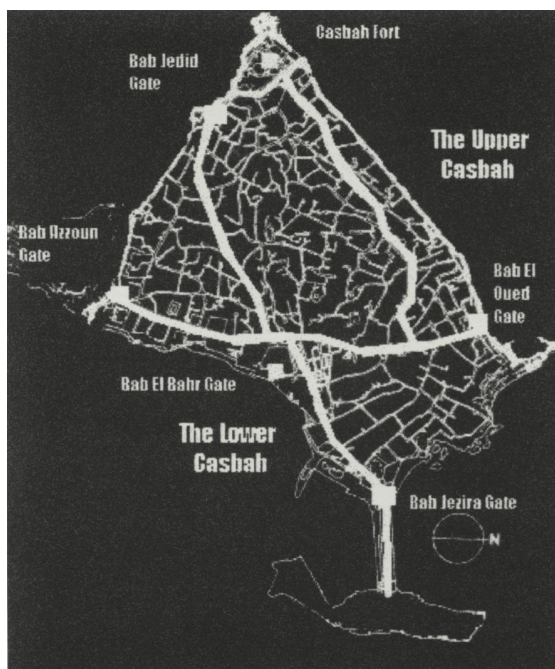 Casbah Fort
Bab Jedid
Gate
The Upper
Casbah
Bab Azzoun
Gate
Bab El
Oued
Gate
Bab El Bahr Gate
The Lower
Casbah
Bab Jezira Gate
N